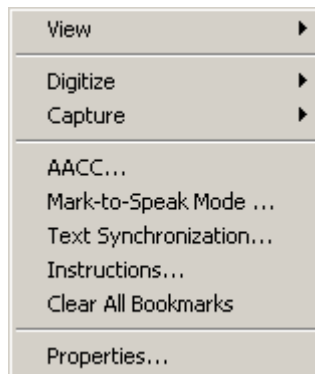 View
Digitize
Capture
AACC...
Mark-to-Speak Mode ...
Text Synchronization...
Instructions...
Clear All Bookmarks
Properties...